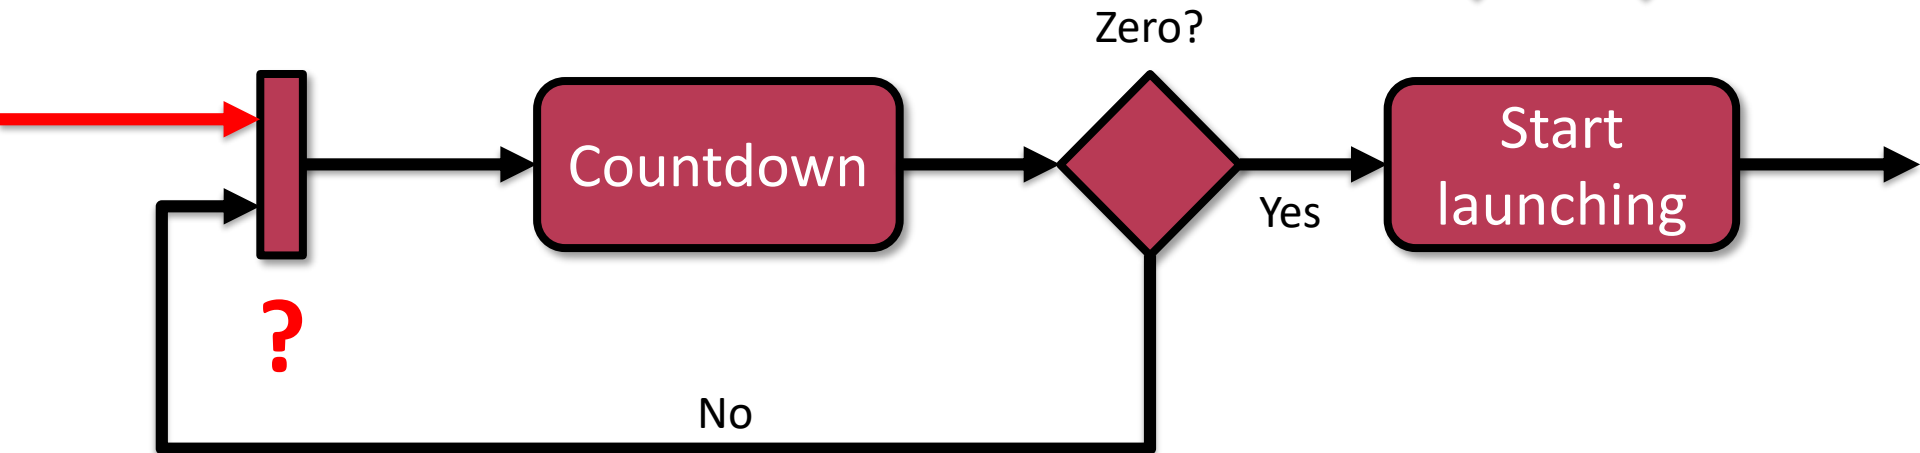 Zero?
Countdown
Start
launching
Yes
?
No